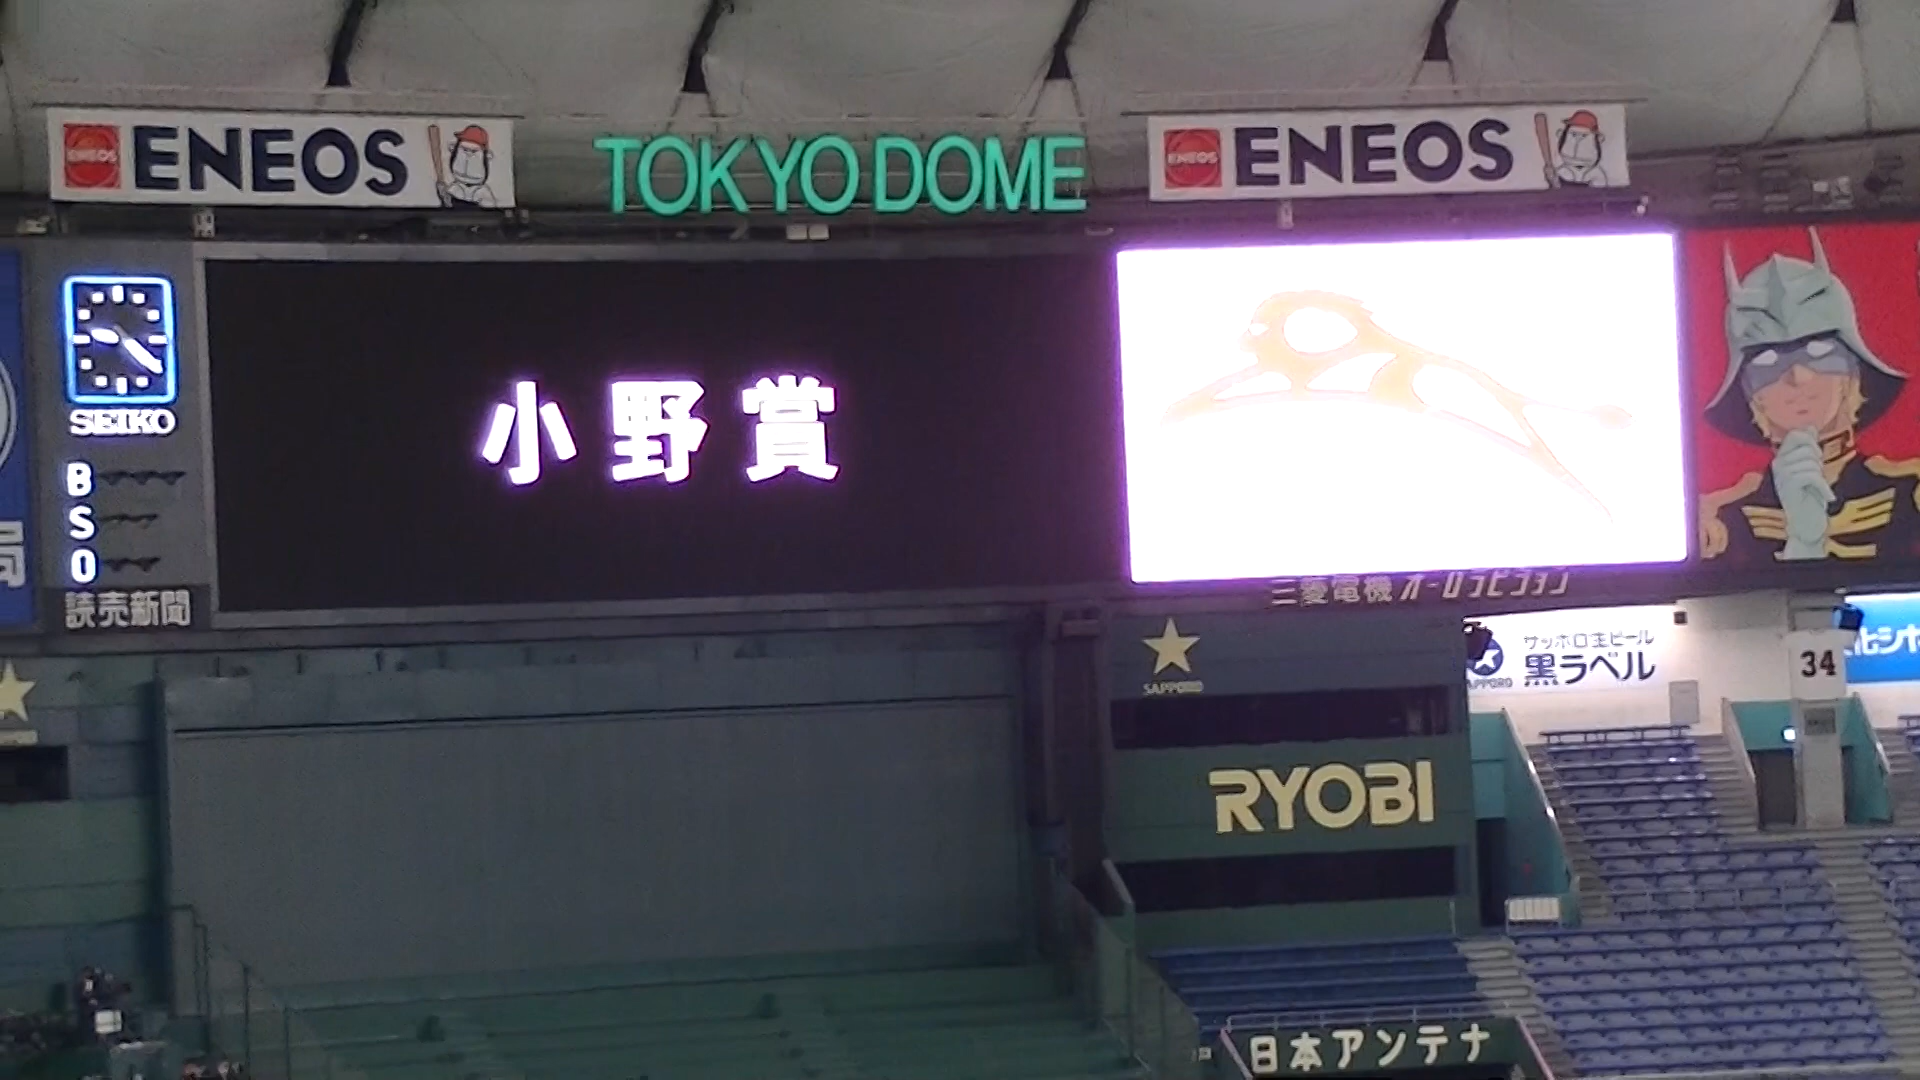 ENEOS ENEOS
TOKYO DOME
ENEOS ENEOS
SEIKO
B
S
O
読売新聞
小野賞
三菱電機 オーロラビジョン
SAPPORO
サッポロ生ビール
黒ラベル
34
RYOBI
日本アンテナ